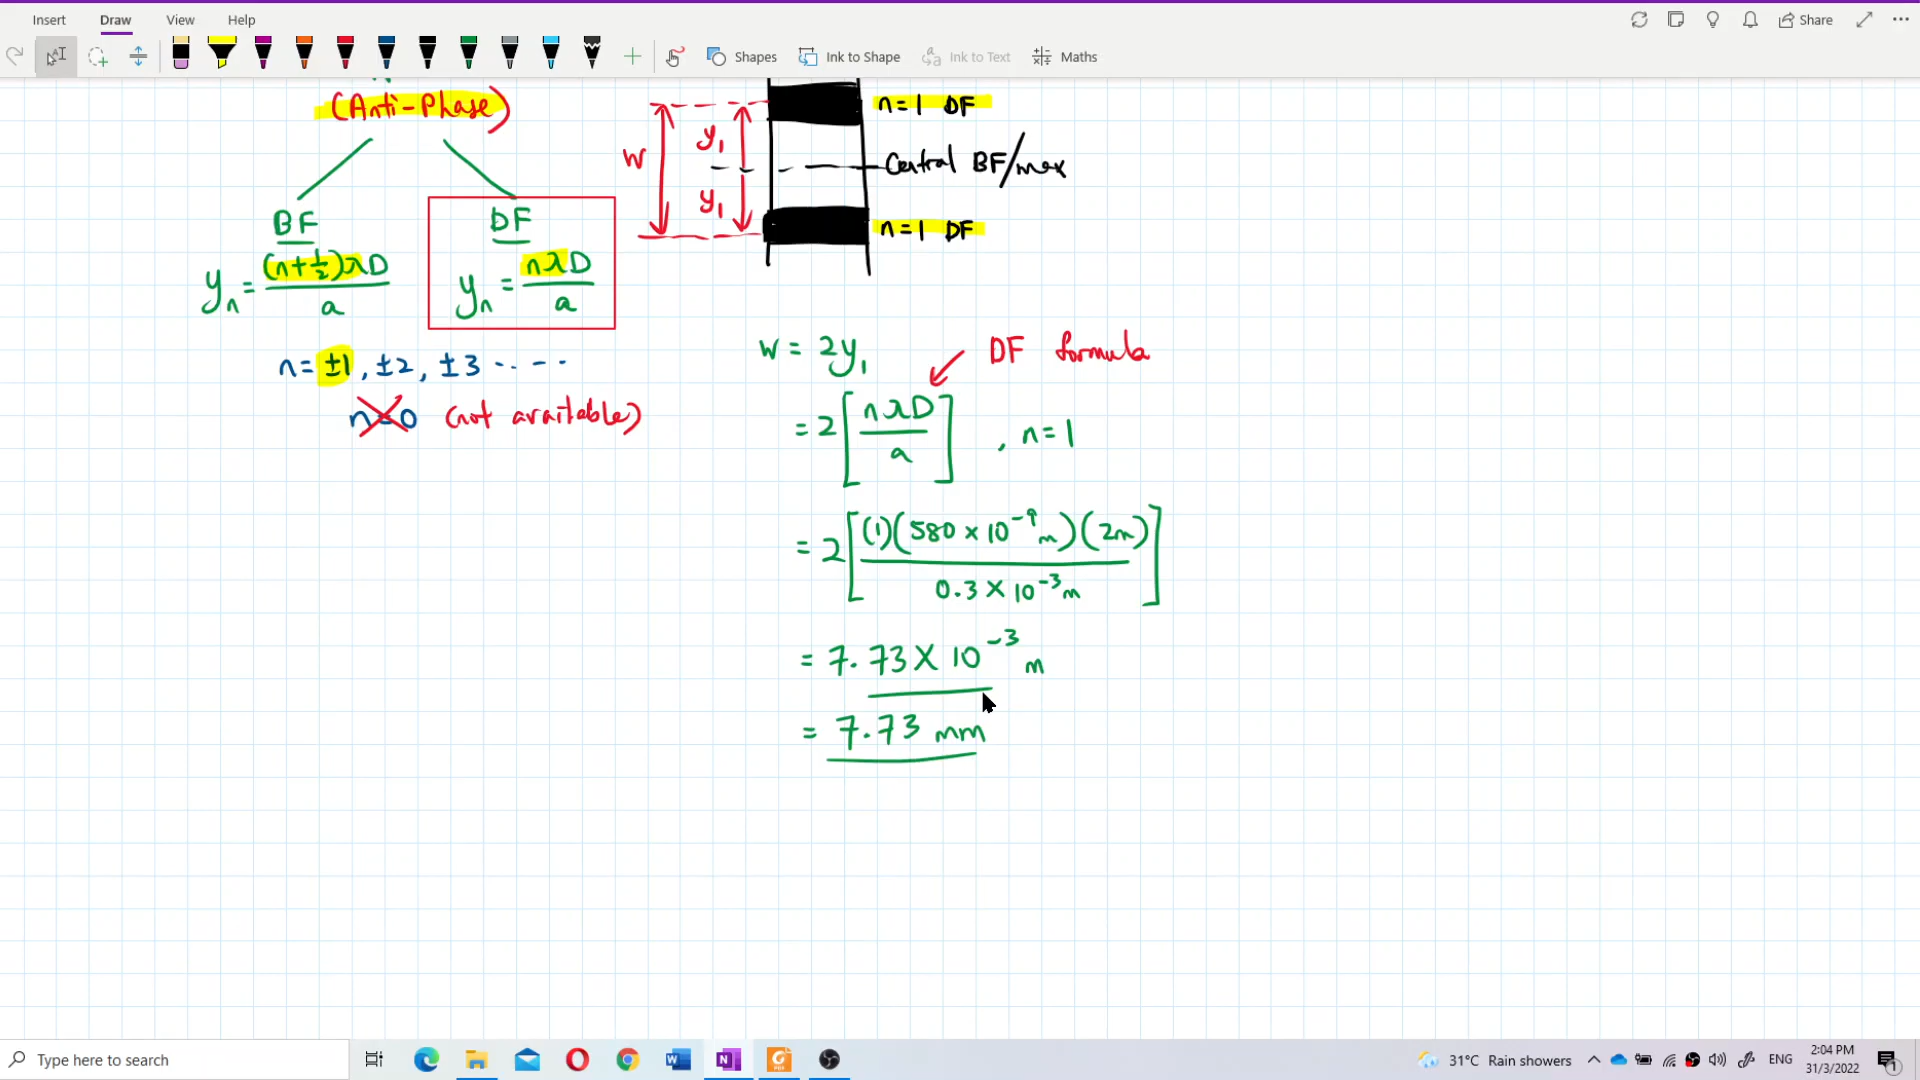 Insert Draw View Help
Share
Shapes Ink to Shape Ink to Text Maths
(Anti-Phase)
BF
yn = (n+1/2)λD / a
DF
yn = nλD / a
n = ±1, ±2, ±3 ......
n=0 (not available)
n=1 DF
W y1
Central BF/max
y1
n=1 DF
W = 2y1
DF formula
= 2[nλD / a] , n=1
= 2[(1)(580 × 10⁻⁹ m)(2m) / 0.3 × 10⁻³ m]
= 7.73 × 10⁻³ m
= 7.73 mm
Type here to search
31°C Rain showers
ENG
2:04 PM
31/3/2022